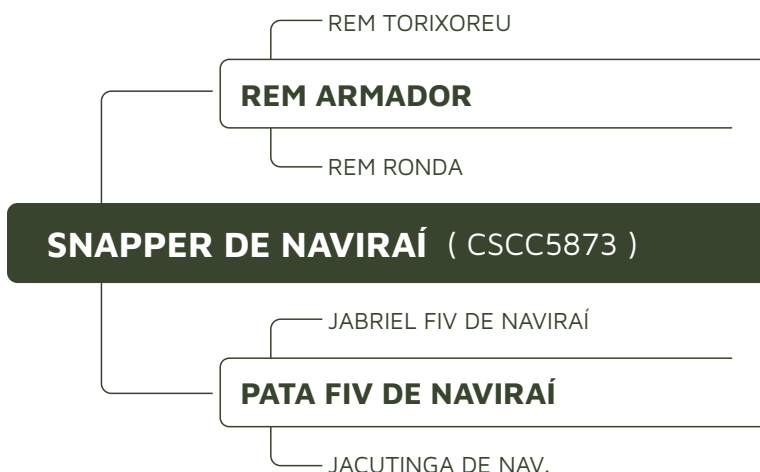 REM TORIXOREU
REM ARMADOR
REM RONDA
SNAPPER DE NAVIRAÍ ( CSCC5873 )
JABRIEL FIV DE NAVIRAÍ
PATA FIV DE NAVIRAÍ
JACUTINGA DE NAV.